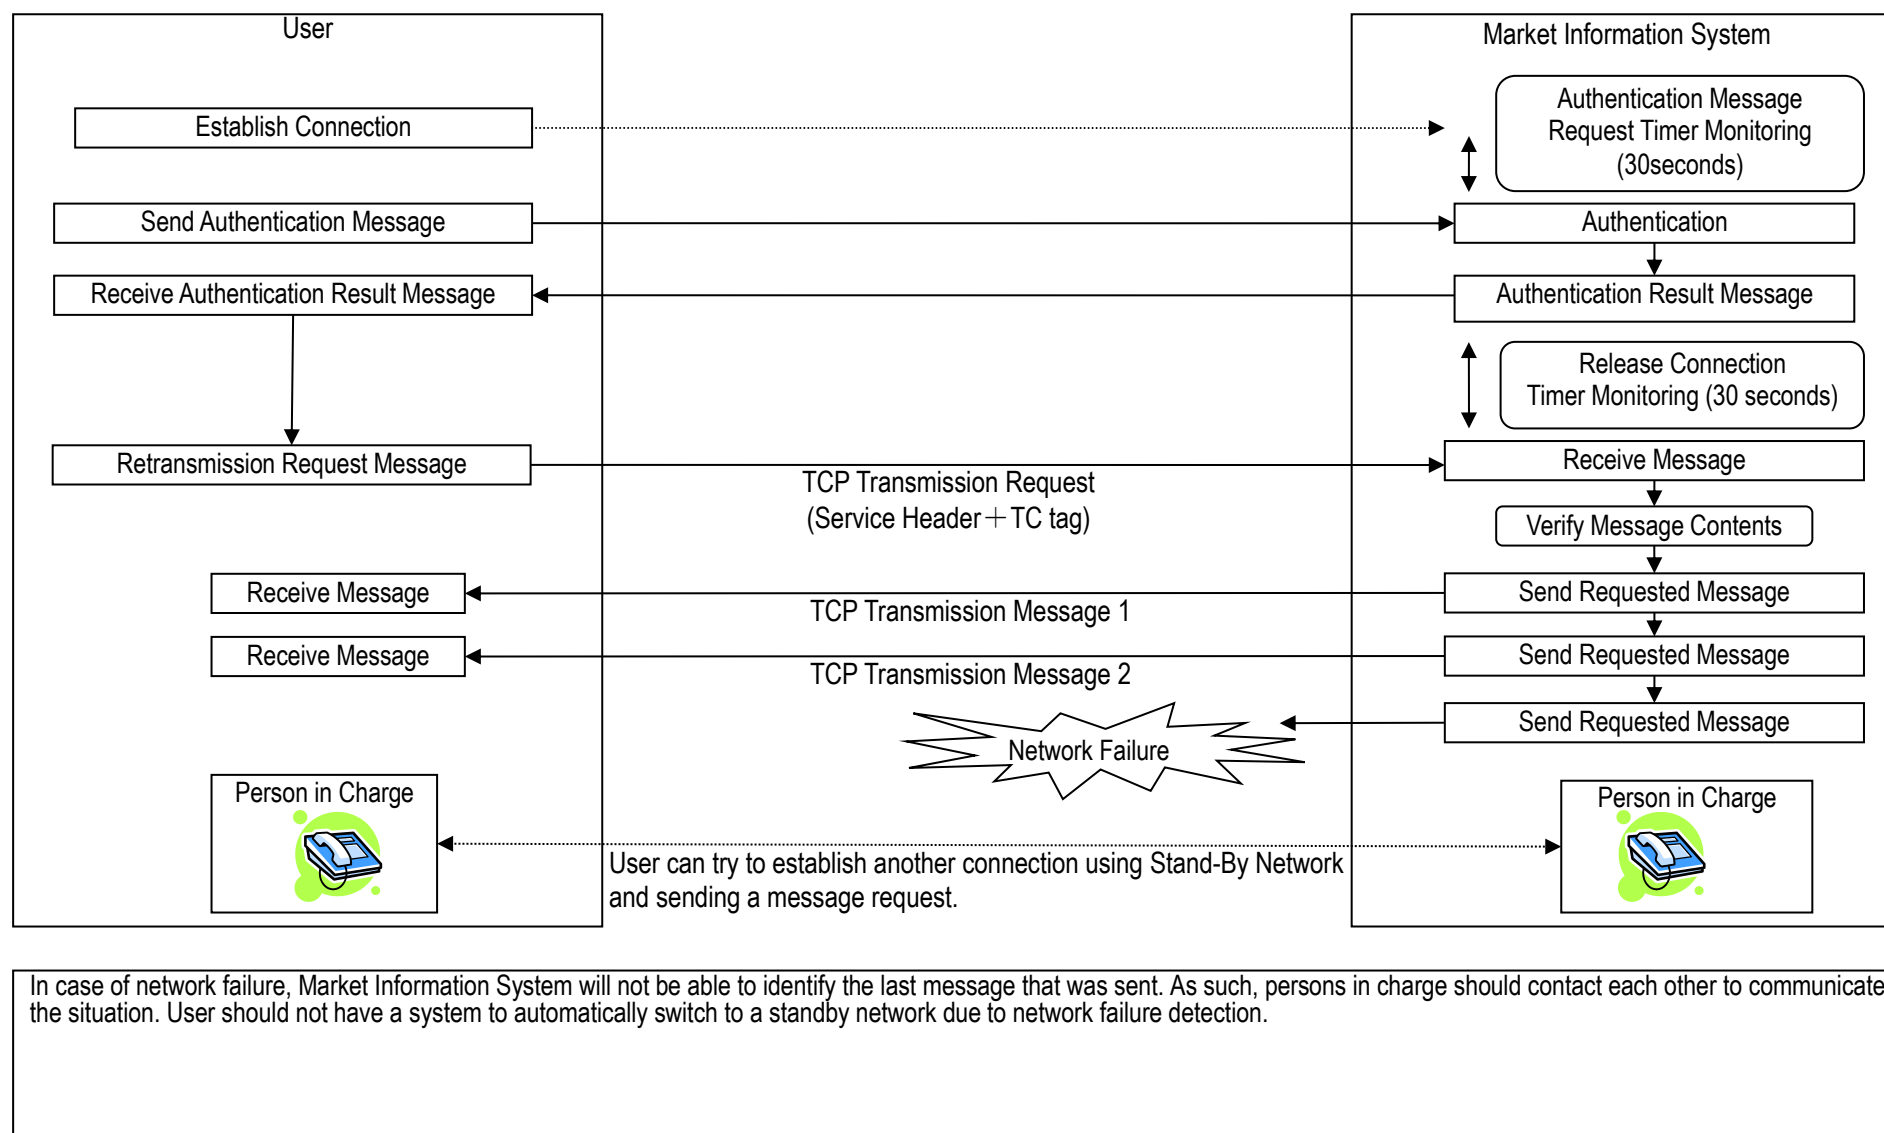 User
Market Information System
Authentication Message
Request Timer Monitoring
(30seconds)
Establish Connection
Send Authentication Message
Authentication
Receive Authentication Result Message
Authentication Result Message
Release Connection
Timer Monitoring (30 seconds)
Retransmission Request Message
Receive Message
TCP Transmission Request
(Service Header＋TC tag)
Verify Message Contents
Receive Message
Send Requested Message
TCP Transmission Message 1
Receive Message
Send Requested Message
TCP Transmission Message 2
Send Requested Message
Network Failure
Person in Charge
Person in Charge
User can try to establish another connection using Stand-By Network
and sending a message request.
In case of network failure, Market Information System will not be able to identify the last message that was sent. As such, persons in charge should contact each other to communicate
the situation. User should not have a system to automatically switch to a standby network due to network failure detection.